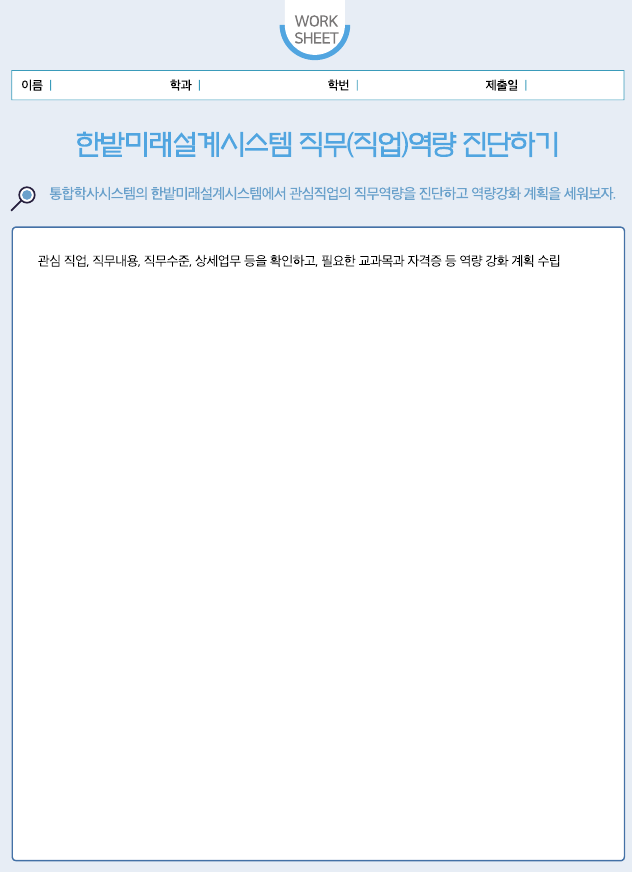 WORK
SHEET
이름 | 학과 | 학번 | 제출일 |
한밭미래설계시스템 직무(직업)역량 진단하기
통합학사시스템의 한밭미래설계시스템에서 관심직업의 직무역량을 진단하고 역량강화 계획을 세워보자.
관심 직업, 직무내용, 직무수준, 상세업무 등을 확인하고, 필요한 교과목과 자격증 등 역량 강화 계획 수립